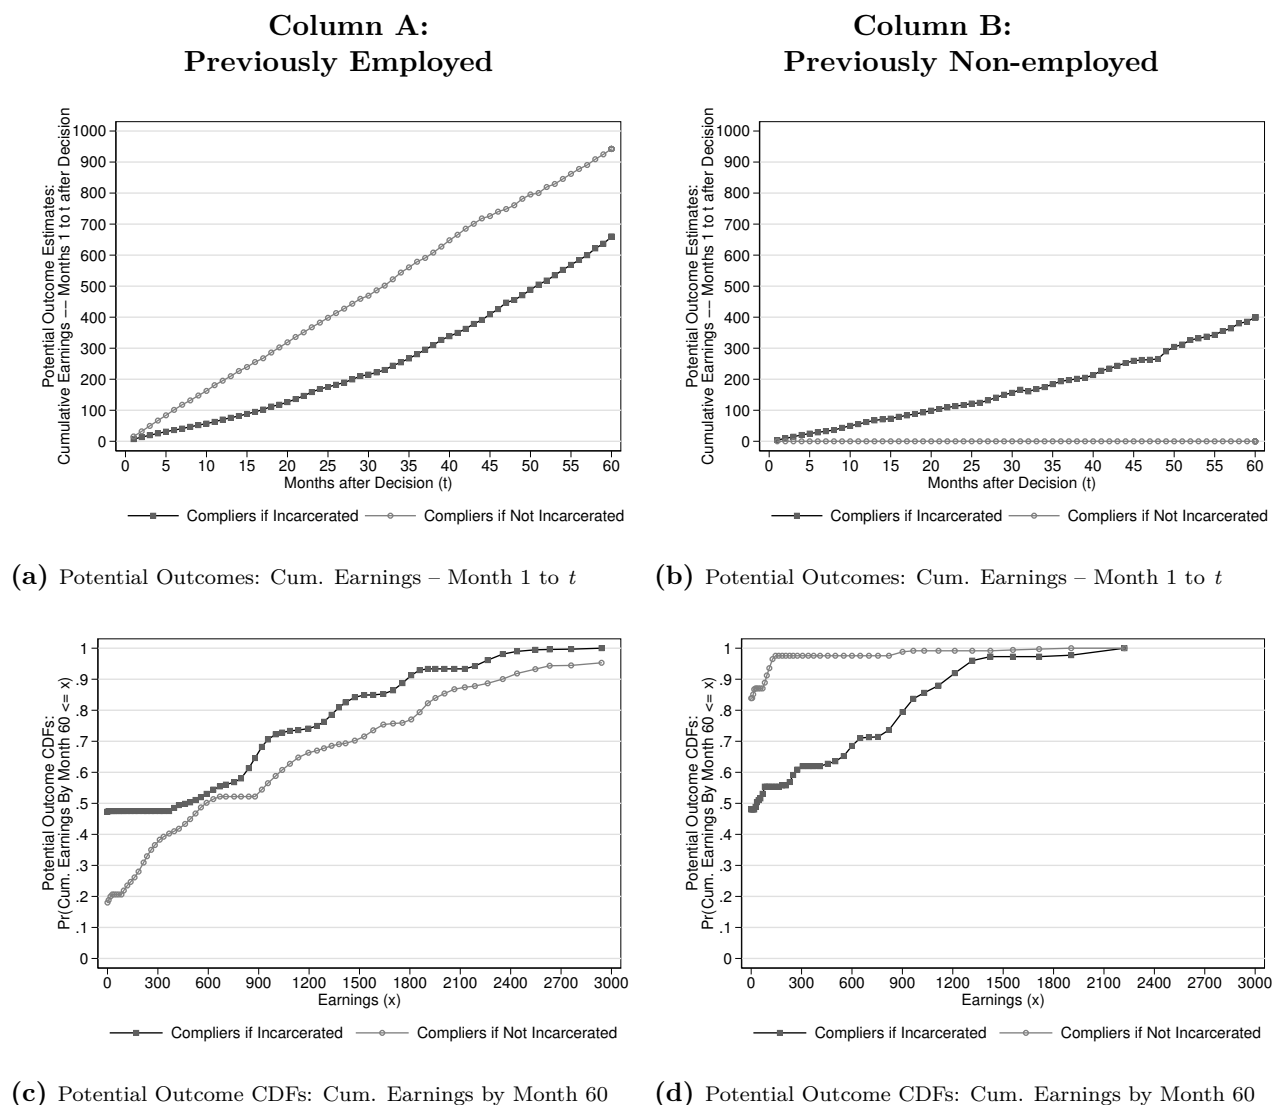 Column A:
Previously Employed
Column B:
Previously Non-employed
Potential Outcome Estimates:
Cumulative Earnings –– Months 1 to t after Decision
1000
900
800
700
600
500
400
300
200
100
0
0 5 10 15 20 25 30 35 40 45 50 55 60
Months after Decision (t)
Compliers if Incarcerated Compliers if Not Incarcerated
(a) Potential Outcomes: Cum. Earnings – Month 1 to t
Potential Outcome Estimates:
Cumulative Earnings –– Months 1 to t after Decision
1000
900
800
700
600
500
400
300
200
100
0
0 5 10 15 20 25 30 35 40 45 50 55 60
Months after Decision (t)
Compliers if Incarcerated Compliers if Not Incarcerated
(b) Potential Outcomes: Cum. Earnings – Month 1 to t
Potential Outcome CDFs:
Pr(Cum. Earnings By Month 60 <= x)
1
.9
.8
.7
.6
.5
.4
.3
.2
.1
0
0 300 600 900 1200 1500 1800 2100 2400 2700 3000
Earnings (x)
Compliers if Incarcerated Compliers if Not Incarcerated
(c) Potential Outcome CDFs: Cum. Earnings by Month 60
Potential Outcome CDFs:
Pr(Cum. Earnings By Month 60 <= x)
1
.9
.8
.7
.6
.5
.4
.3
.2
.1
0
0 300 600 900 1200 1500 1800 2100 2400 2700 3000
Earnings (x)
Compliers if Incarcerated Compliers if Not Incarcerated
(d) Potential Outcome CDFs: Cum. Earnings by Month 60